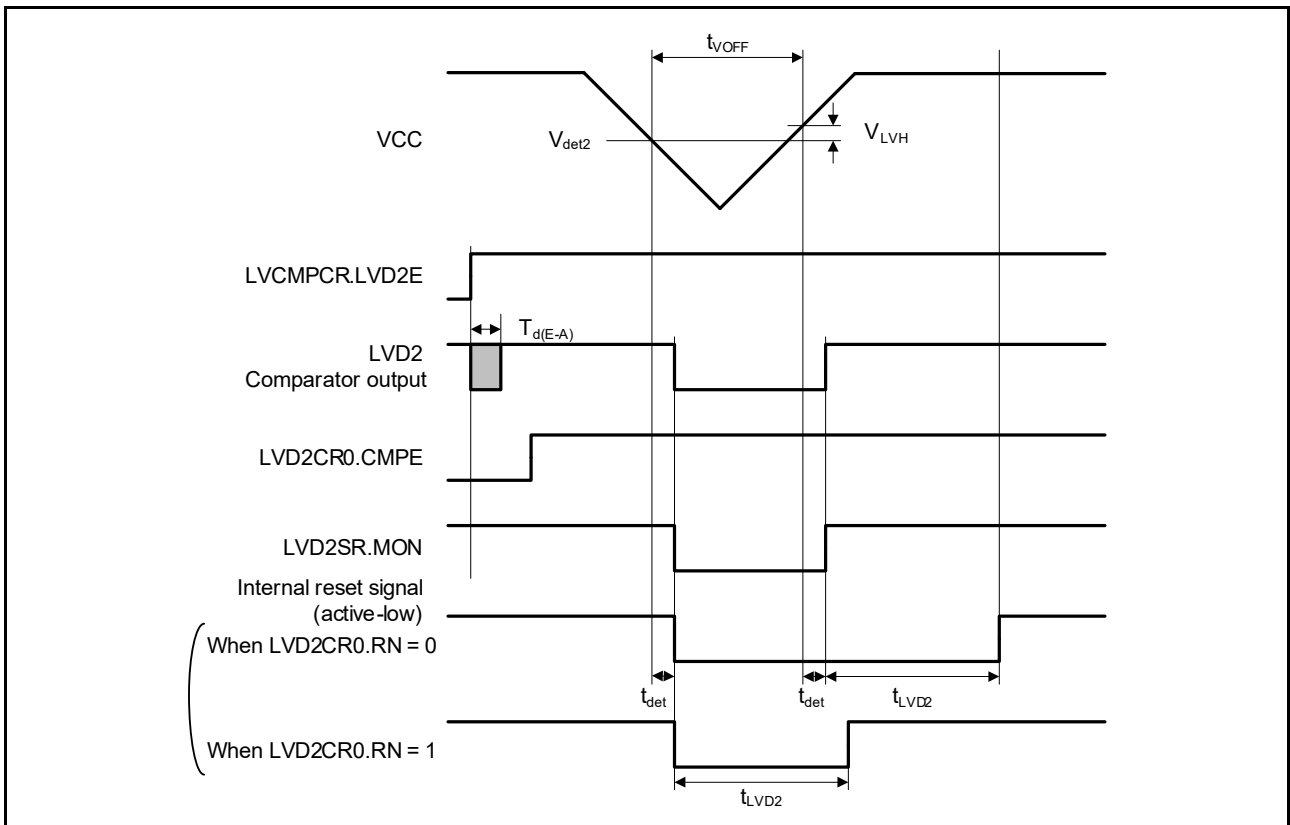 tVOFF
VCC
Vdet2
VLVH
LVCMPCR.LVD2E
Td(E-A)
LVD2
Comparator output
LVD2CR0.CMPE
LVD2SR.MON
Internal reset signal
(active-low)
When LVD2CR0.RN = 0
tdet
tdet
tLVD2
When LVD2CR0.RN = 1
tLVD2